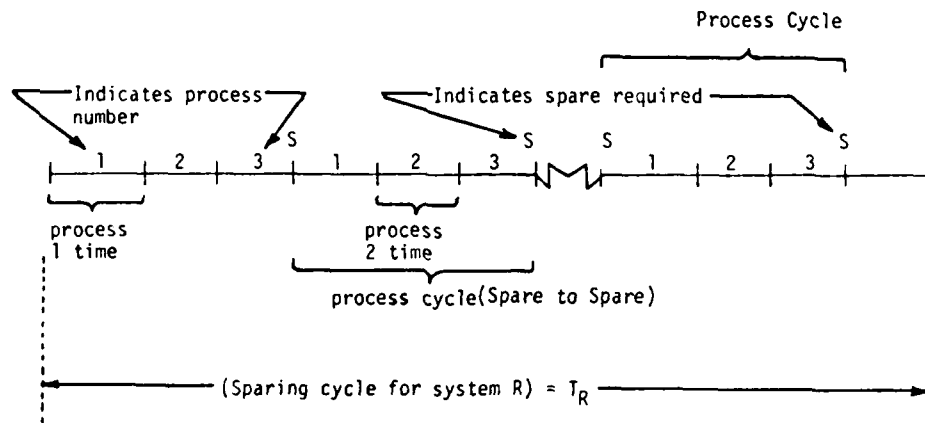 Process Cycle
Indicates process
number
Indicates spare required
S S S S
1 2 3 1 2 3 1 2 3
process
1 time
process
2 time
process cycle(Spare to Spare)
(Sparing cycle for system R) = T_R